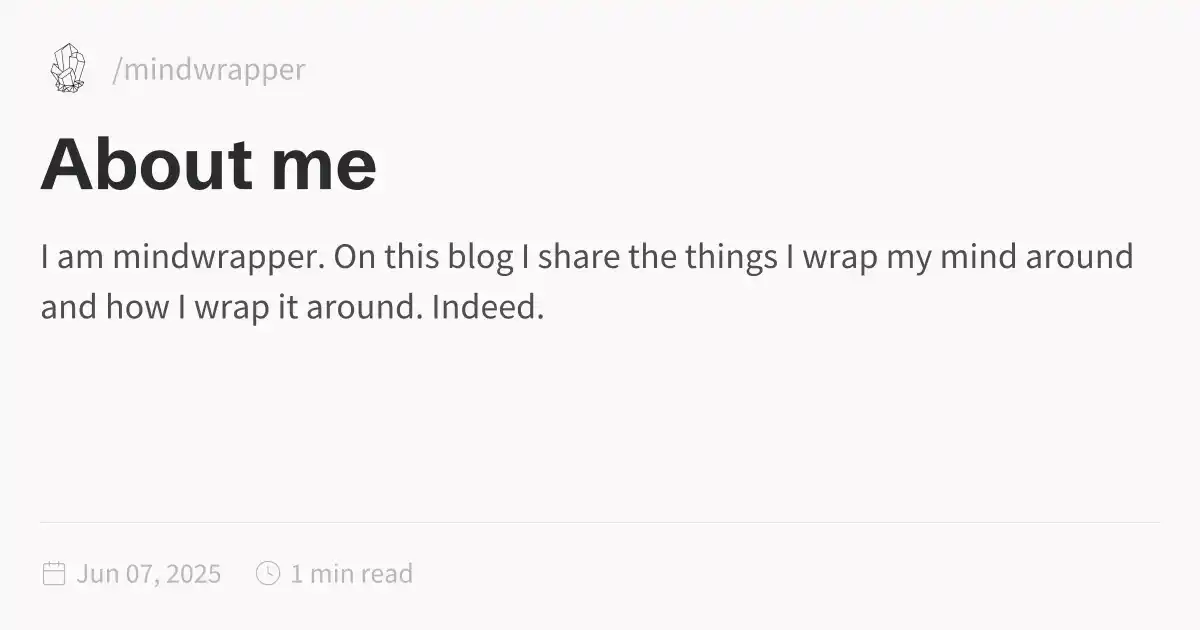 /mindwrapper
About me
I am mindwrapper. On this blog I share the things I wrap my mind around
and how I wrap it around. Indeed.
Jun 07, 2025 1 min read